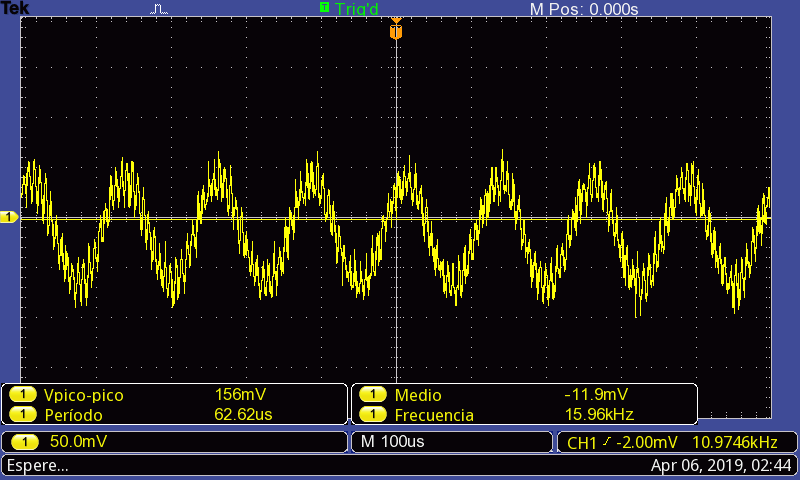 Tek T Trig'd M Pos: 0.000s
T
1
1 Vpico-pico 156mV 1 Medio -11.9mV
1 Período 62.62us 1 Frecuencia 15.96kHz
1 50.0mV M 100us CH1 -2.00mV 10.9746kHz
Espere... Apr 06, 2019, 02:44